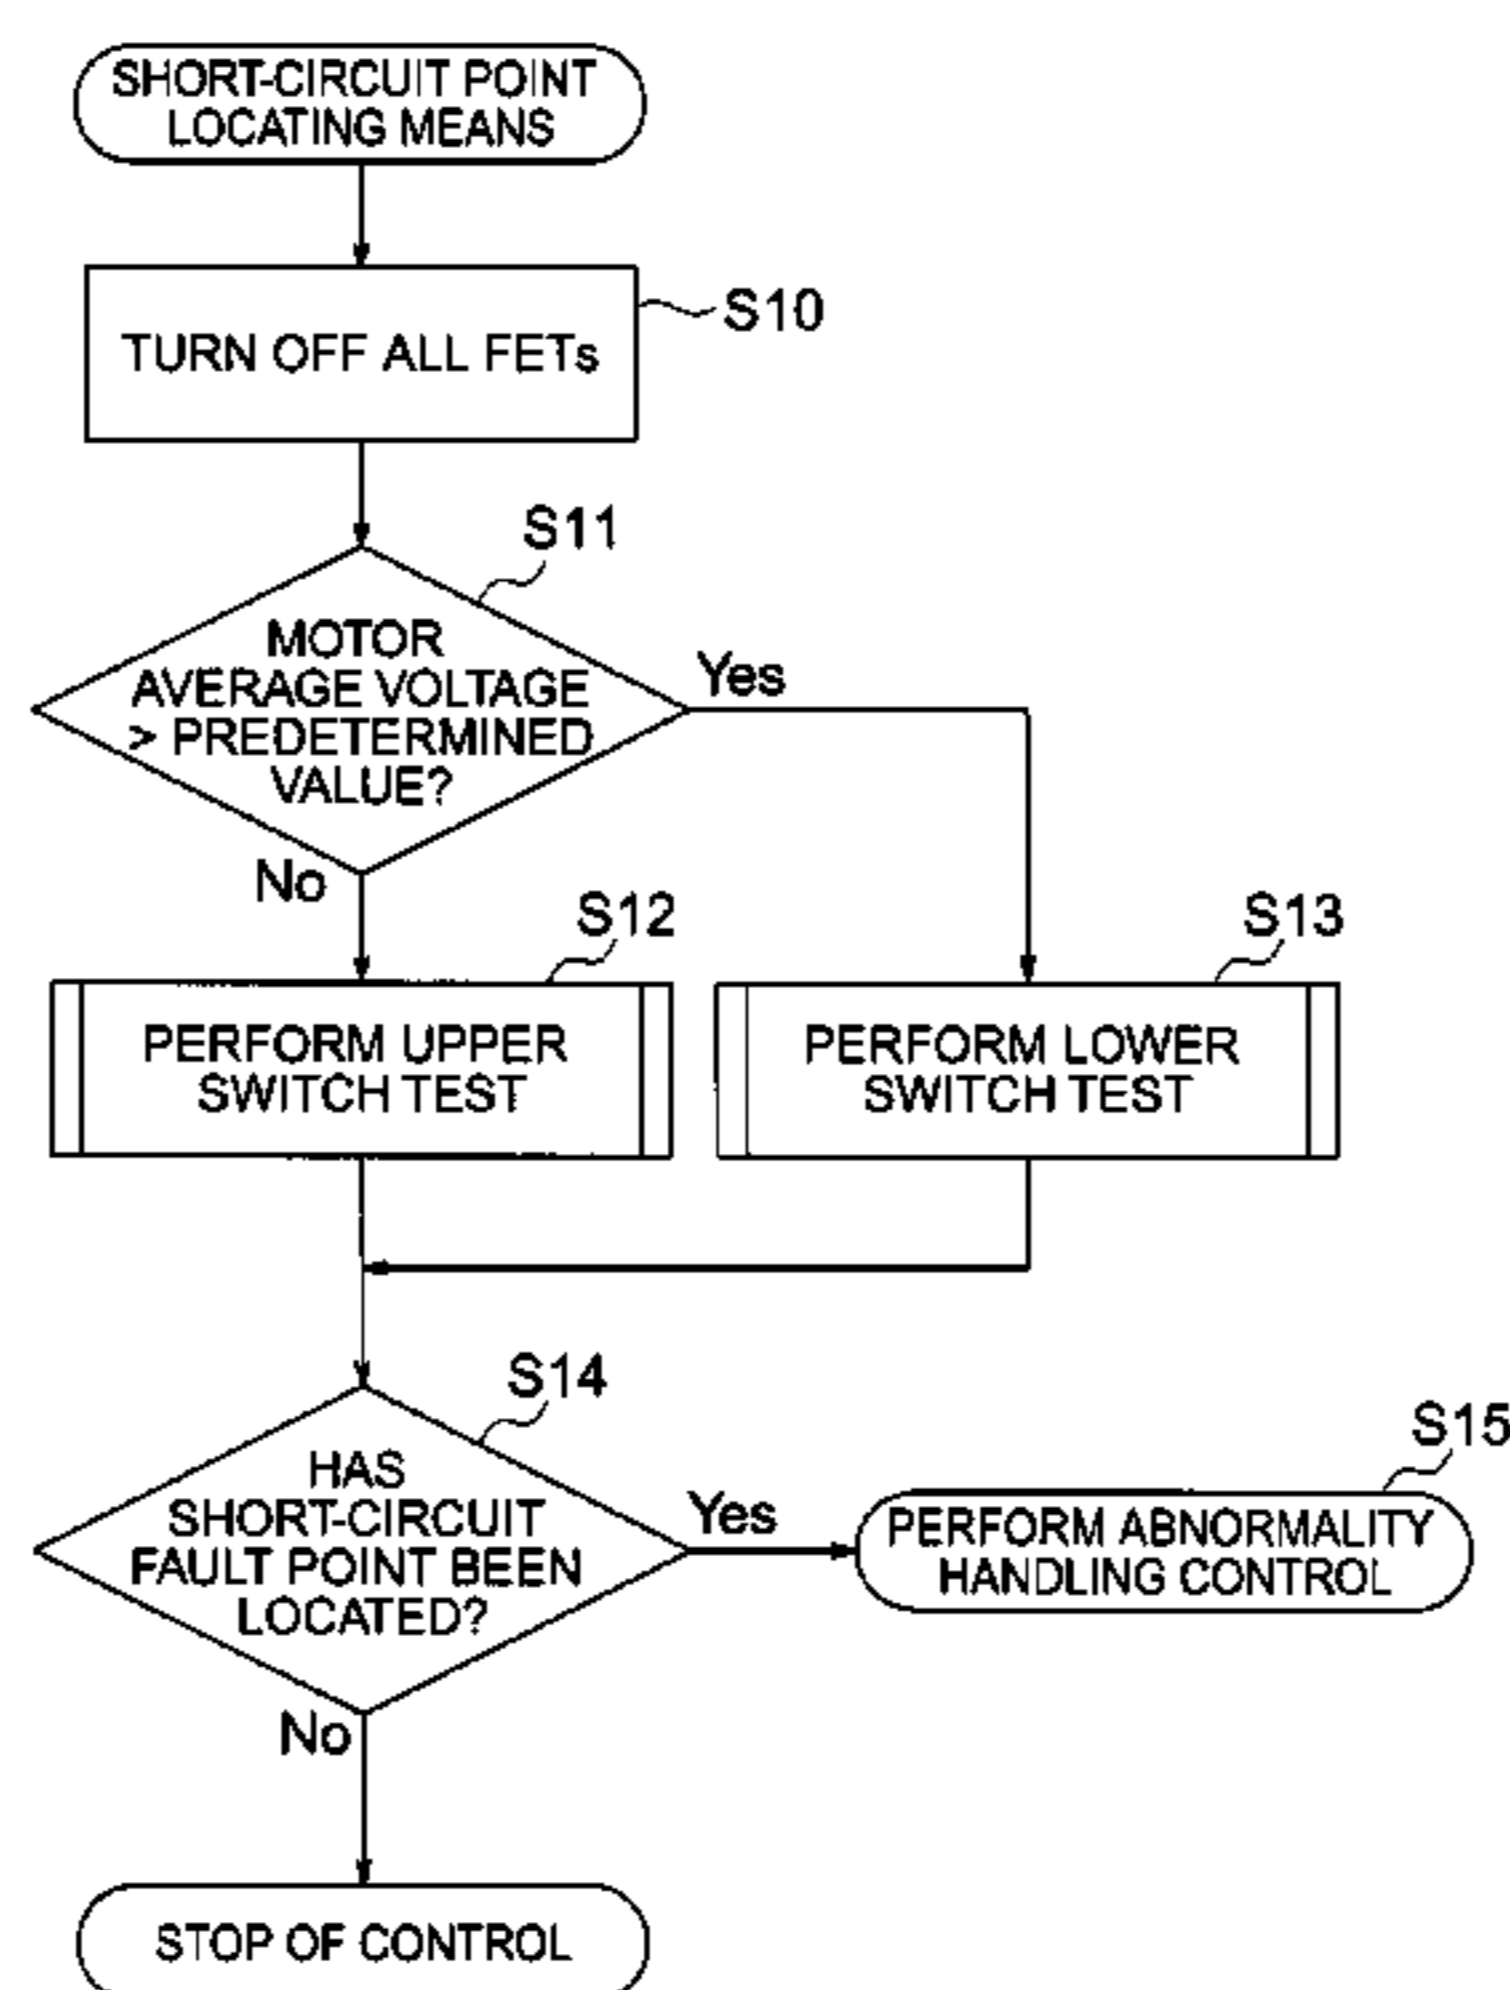 SHORT-CIRCUIT POINT
LOCATING MEANS
S10
TURN OFF ALL FETs
S11
MOTOR
AVERAGE VOLTAGE
> PREDETERMINED
VALUE?
Yes
No
S12
PERFORM UPPER
SWITCH TEST
S13
PERFORM LOWER
SWITCH TEST
S14
HAS
SHORT-CIRCUIT
FAULT POINT BEEN
LOCATED?
Yes
S15
PERFORM ABNORMALITY
HANDLING CONTROL
No
STOP OF CONTROL